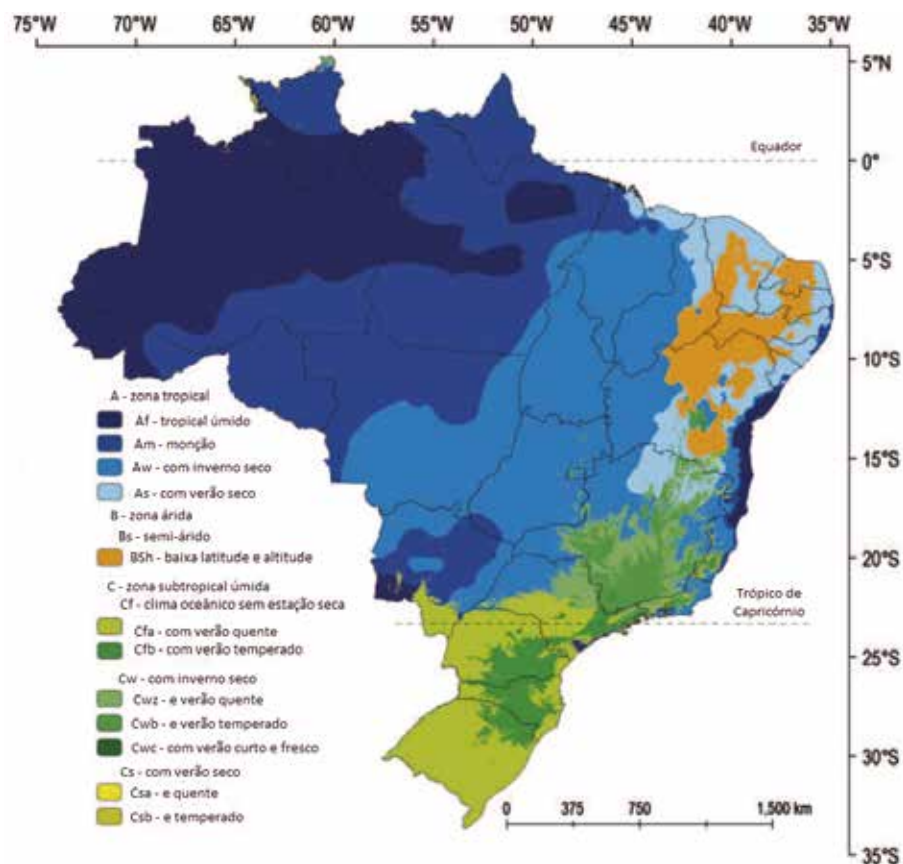 75°W 70°W 65°W 60°W 55°W 50°W 45°W 40°W 35°W
5°N
Equador
0°
5°S
10°S
A - zona tropical
Af - tropical úmido
Am - monção
Aw - com inverno seco
As - com verão seco
15°S
B - zona árida
Bs - semi-árido
BSh - baixa latitude e altitude
20°S
C - zona subtropical úmida
Cf - clima oceânico sem estação seca
Trópico de
Capricórnio
Cfa - com verão quente
Cfb - com verão temperado
25°S
Cw - com inverno seco
Cwz - e verão quente
Cwb - e verão temperado
Cwc - com verão curto e fresco
30°S
Cs - com verão seco
Csa - e quente
Csb - e temperado
0 375 750 1,500 km
35°S